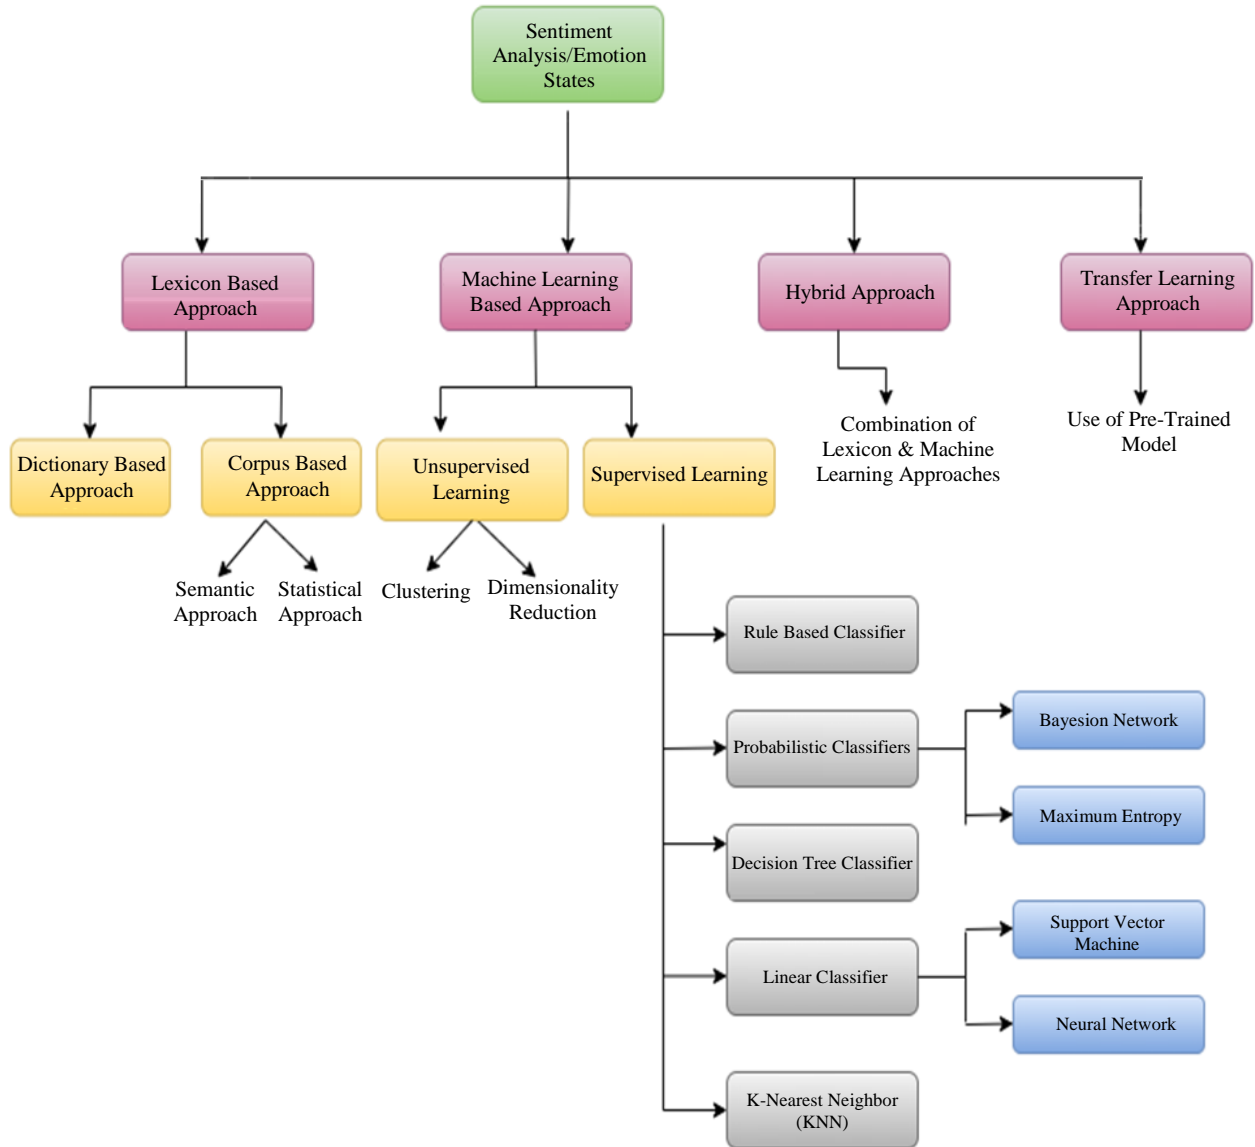 Sentiment
Analysis/Emotion
States
Lexicon Based
Approach
Machine Learning
Based Approach
Hybrid Approach
Transfer Learning
Approach
Dictionary Based
Approach
Corpus Based
Approach
Unsupervised
Learning
Supervised Learning
Combination of
Lexicon & Machine
Learning Approaches
Use of Pre-Trained
Model
Semantic
Approach
Statistical
Approach
Clustering
Dimensionality
Reduction
Rule Based Classifier
Probabilistic Classifiers
Bayesion Network
Maximum Entropy
Decision Tree Classifier
Linear Classifier
Support Vector
Machine
Neural Network
K-Nearest Neighbor
(KNN)